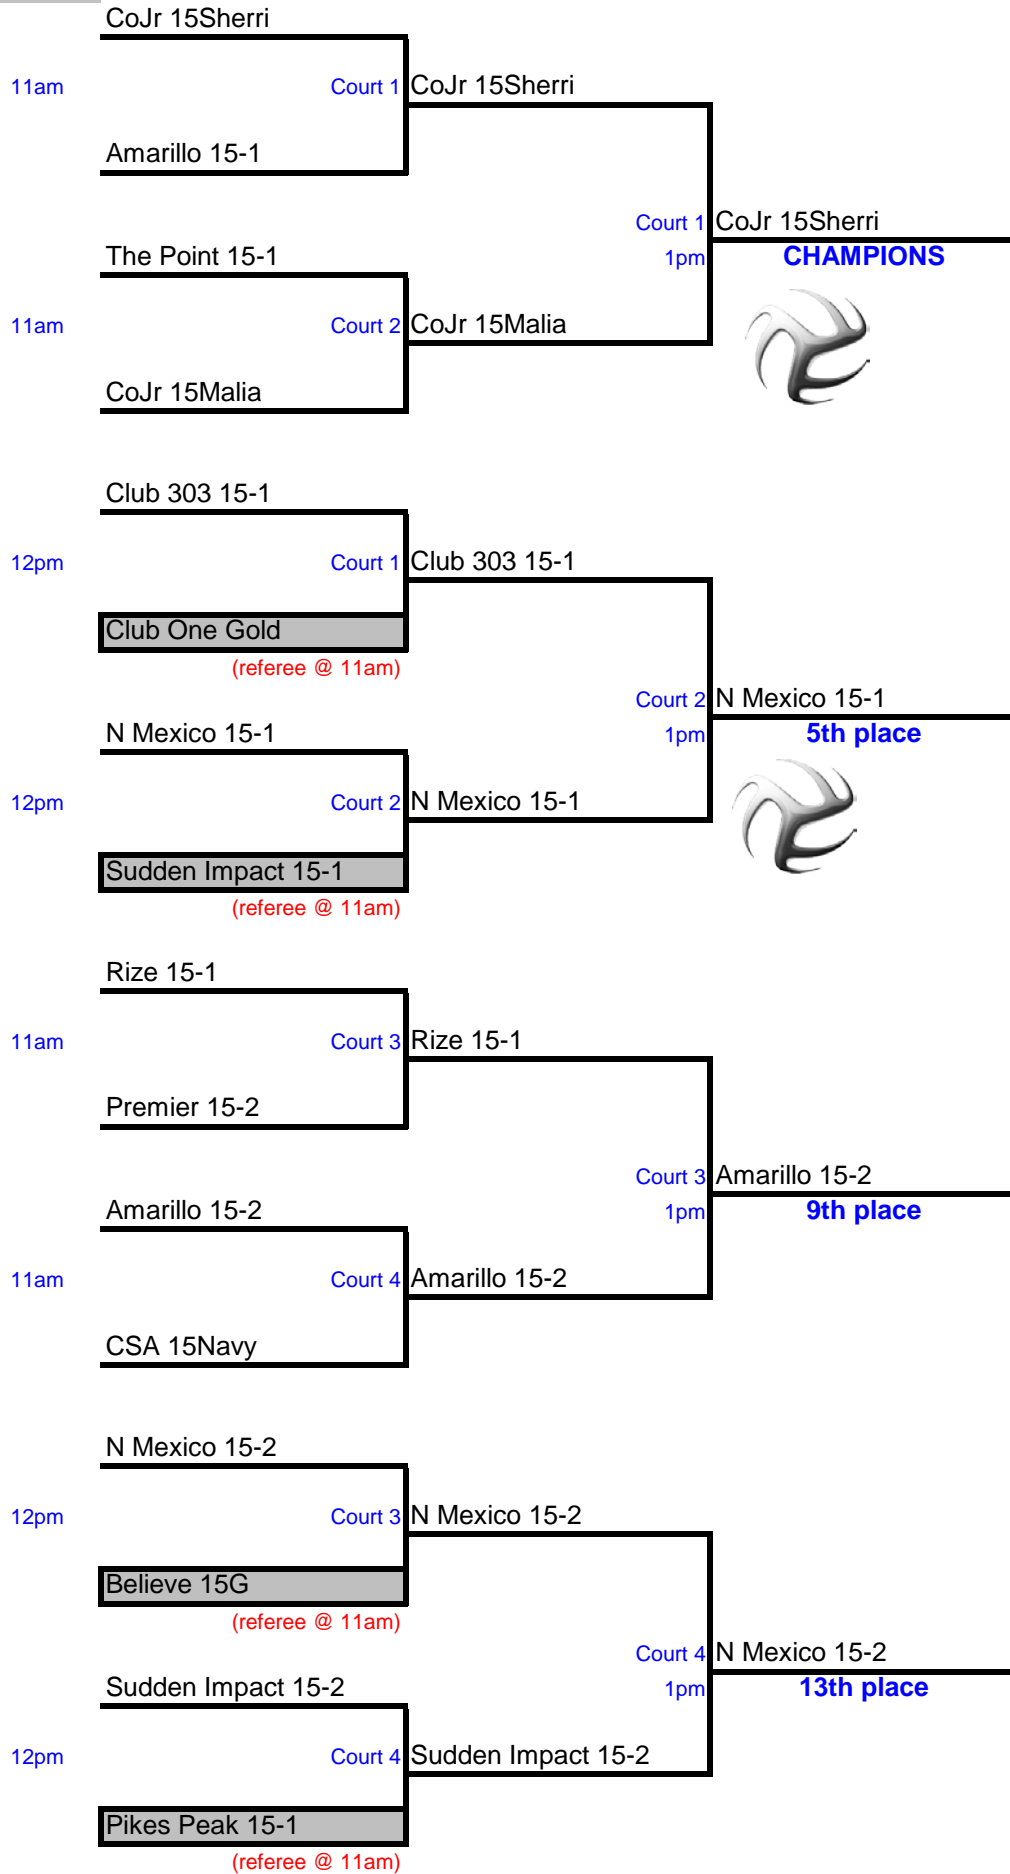 CoJr 15Sherri
11am Court 1 CoJr 15Sherri
Amarillo 15-1
Court 1 CoJr 15Sherri
The Point 15-1 1pm CHAMPIONS
11am Court 2 CoJr 15Malia
CoJr 15Malia
Club 303 15-1
12pm Court 1 Club 303 15-1
Club One Gold
(referee @ 11am)
Court 2 N Mexico 15-1
N Mexico 15-1 1pm 5th place
12pm Court 2 N Mexico 15-1
Sudden Impact 15-1
(referee @ 11am)
Rize 15-1
11am Court 3 Rize 15-1
Premier 15-2
Court 3 Amarillo 15-2
Amarillo 15-2 1pm 9th place
11am Court 4 Amarillo 15-2
CSA 15Navy
N Mexico 15-2
12pm Court 3 N Mexico 15-2
Believe 15G
(referee @ 11am)
Court 4 N Mexico 15-2
Sudden Impact 15-2 1pm 13th place
12pm Court 4 Sudden Impact 15-2
Pikes Peak 15-1
(referee @ 11am)